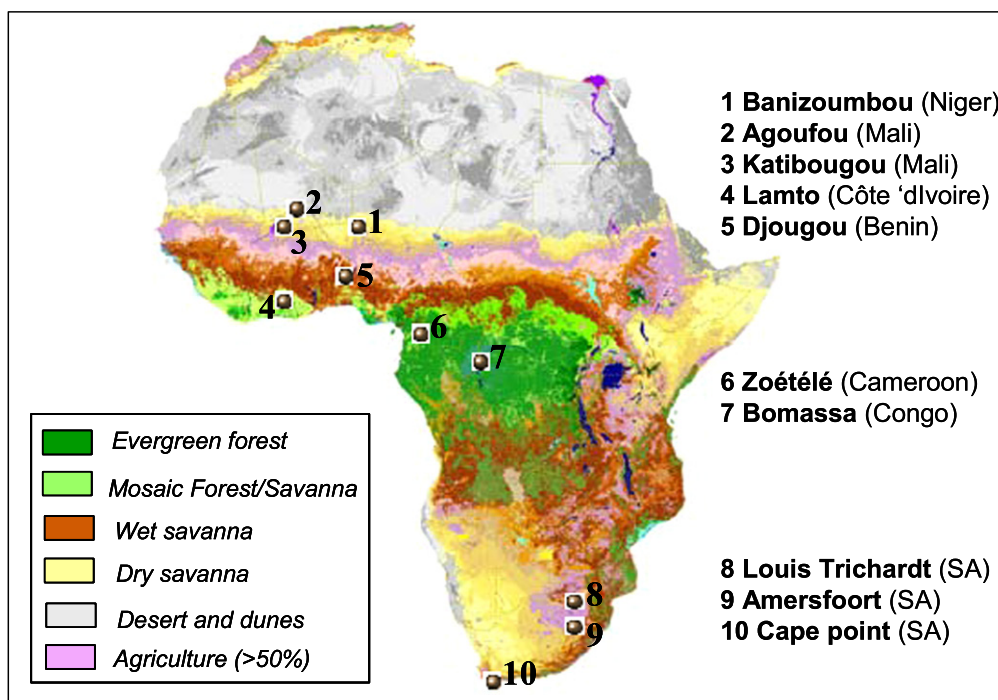 1 Banizoumbou (Niger)
2 Agoufou (Mali)
3 Katibougou (Mali)
4 Lamto (Côte ‘dIvoire)
5 Djougou (Benin)
2
1
3
5
4
6
7
6 Zoétélé (Cameroon)
7 Bomassa (Congo)
Evergreen forest
Mosaic Forest/Savanna
Wet savanna
Dry savanna
Desert and dunes
Agriculture (>50%)
8
9
10
8 Louis Trichardt (SA)
9 Amersfoort (SA)
10 Cape point (SA)